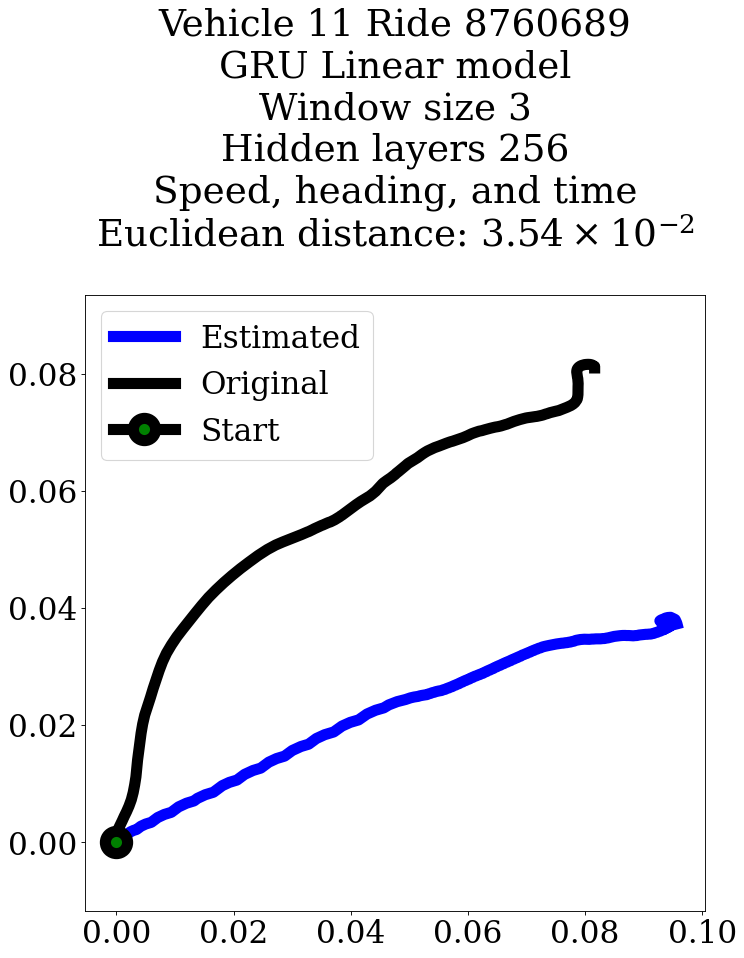 Vehicle 11 Ride 8760689
GRU Linear model
Window size 3
Hidden layers 256
Speed, heading, and time
Euclidean distance: 3.54 × 10⁻²
Estimated
Original
Start
0.08
0.06
0.04
0.02
0.00
0.00 0.02 0.04 0.06 0.08 0.10